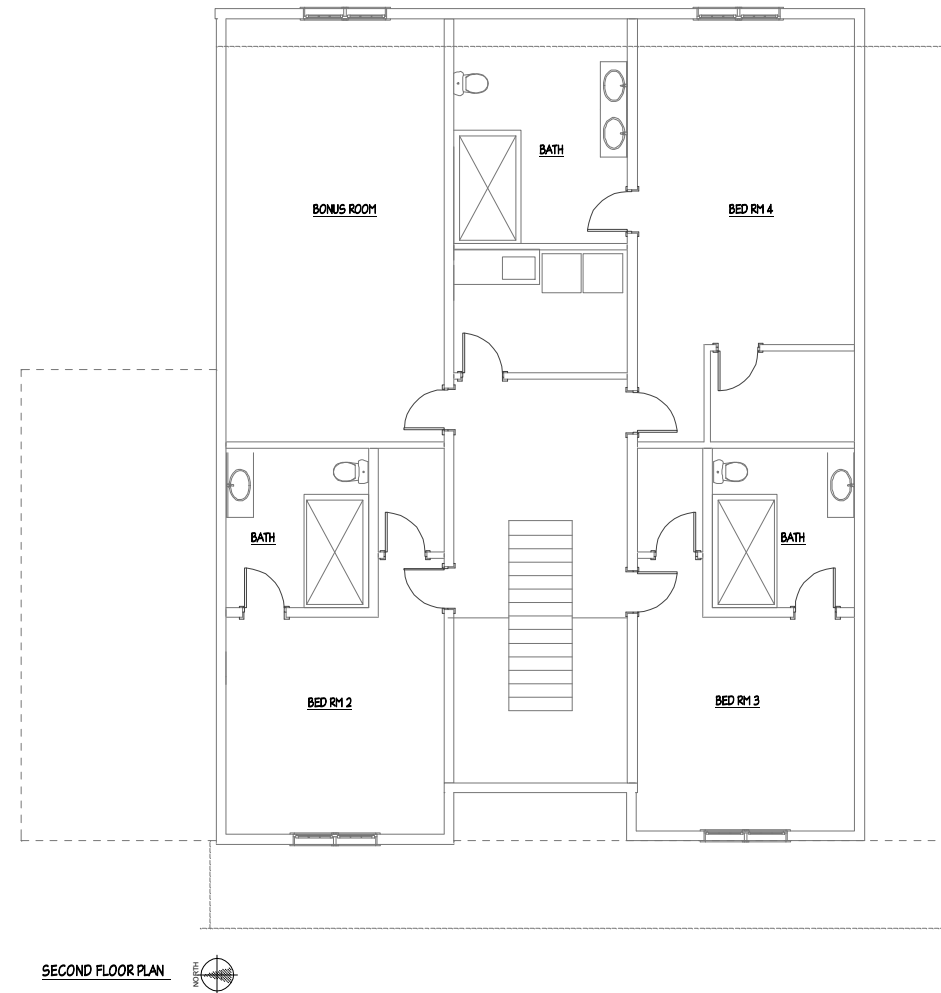 BATH
BONUS ROOM
BED RM 4
BATH
BATH
BED RM 2
BED RM 3
SECOND FLOOR PLAN
NORTH